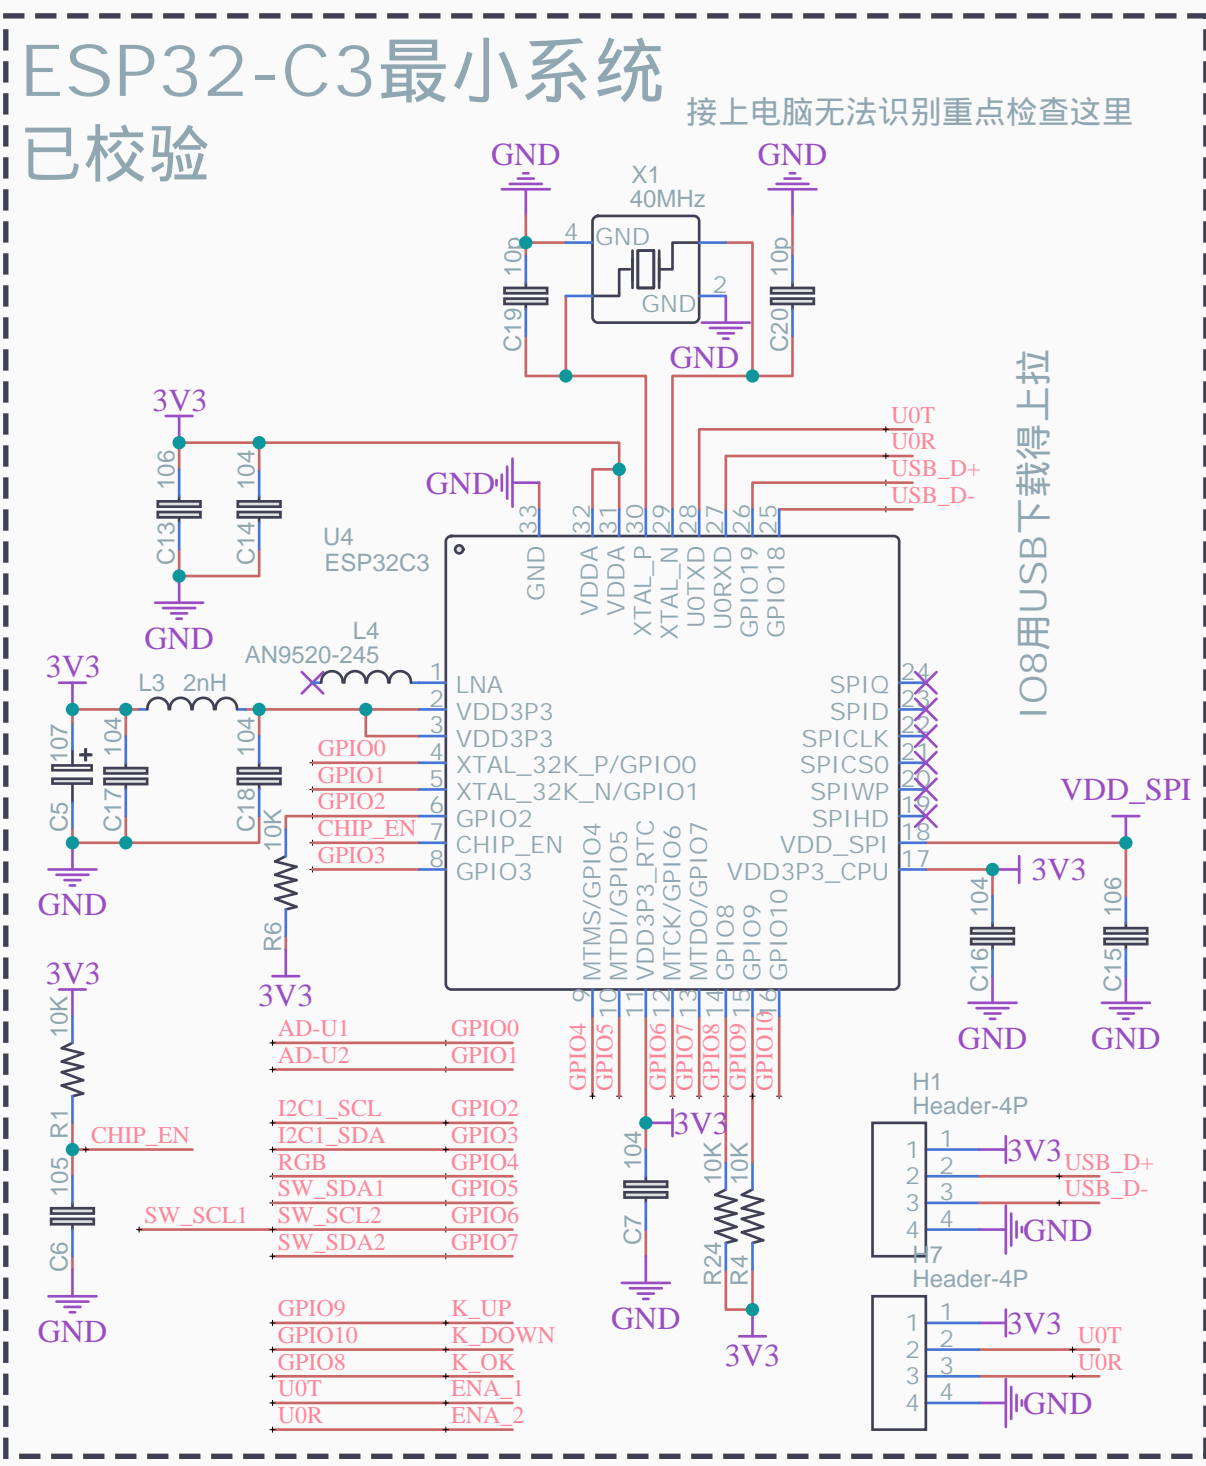 ESP32-C3最小系统
已校验
接上电脑无法识别重点检查这里
GND
GND
X1
40MHz
4
GND
2
GND
10p
C19
10p
C20
GND
IO8用USB下载得上拉
3V3
106
104
C13
C14
GND
GND
U0T
U0R
USB_D+
USB_D-
33
32
31
30
29
28
27
26
25
U4
ESP32C3
GND
VDDA
VDDA
XTAL_P
XTAL_N
U0TXD
U0RXD
GPIO19
GPIO18
L4
AN9520-245
3V3
L3
2nH
107
+
104
104
C5
C17
C18
GND
1
LNA
2
VDD3P3
3
VDD3P3
GPIO0
4
XTAL_32K_P/GPIO0
GPIO1
5
XTAL_32K_N/GPIO1
GPIO2
6
GPIO2
CHIP_EN
7
CHIP_EN
GPIO3
8
GPIO3
10K
R6
3V3
SPIQ
24
SPID
23
SPICLK
22
SPICS0
21
SPIWP
20
SPIHD
19
VDD_SPI
18
VDD3P3_CPU
17
VDD_SPI
3V3
104
C16
106
C15
GND
GND
MTMS/GPIO4
MTDI/GPIO5
VDD3P3_RTC
MTCK/GPIO6
MTDO/GPIO7
GPIO8
GPIO9
GPIO10
9
10
11
12
13
14
15
16
GPIO4
GPIO5
GPIO6
GPIO7
GPIO8
GPIO9
GPIO10
3V3
10K
R1
CHIP_EN
105
C6
GND
AD-U1 GPIO0
AD-U2 GPIO1
I2C1_SCL GPIO2
I2C1_SDA GPIO3
RGB GPIO4
SW_SDA1 GPIO5
SW_SCL1 SW_SCL2 GPIO6
SW_SDA2 GPIO7
GPIO9 K_UP
GPIO10 K_DOWN
GPIO8 K_OK
U0T ENA_1
U0R ENA_2
3V3
104
C7
GND
10K
10K
R24
R4
3V3
H1
Header-4P
1 1 3V3
2 2 USB_D+
3 3 USB_D-
4 4 GND
H7
Header-4P
1 1 3V3
2 2 U0T
3 3 U0R
4 4 GND